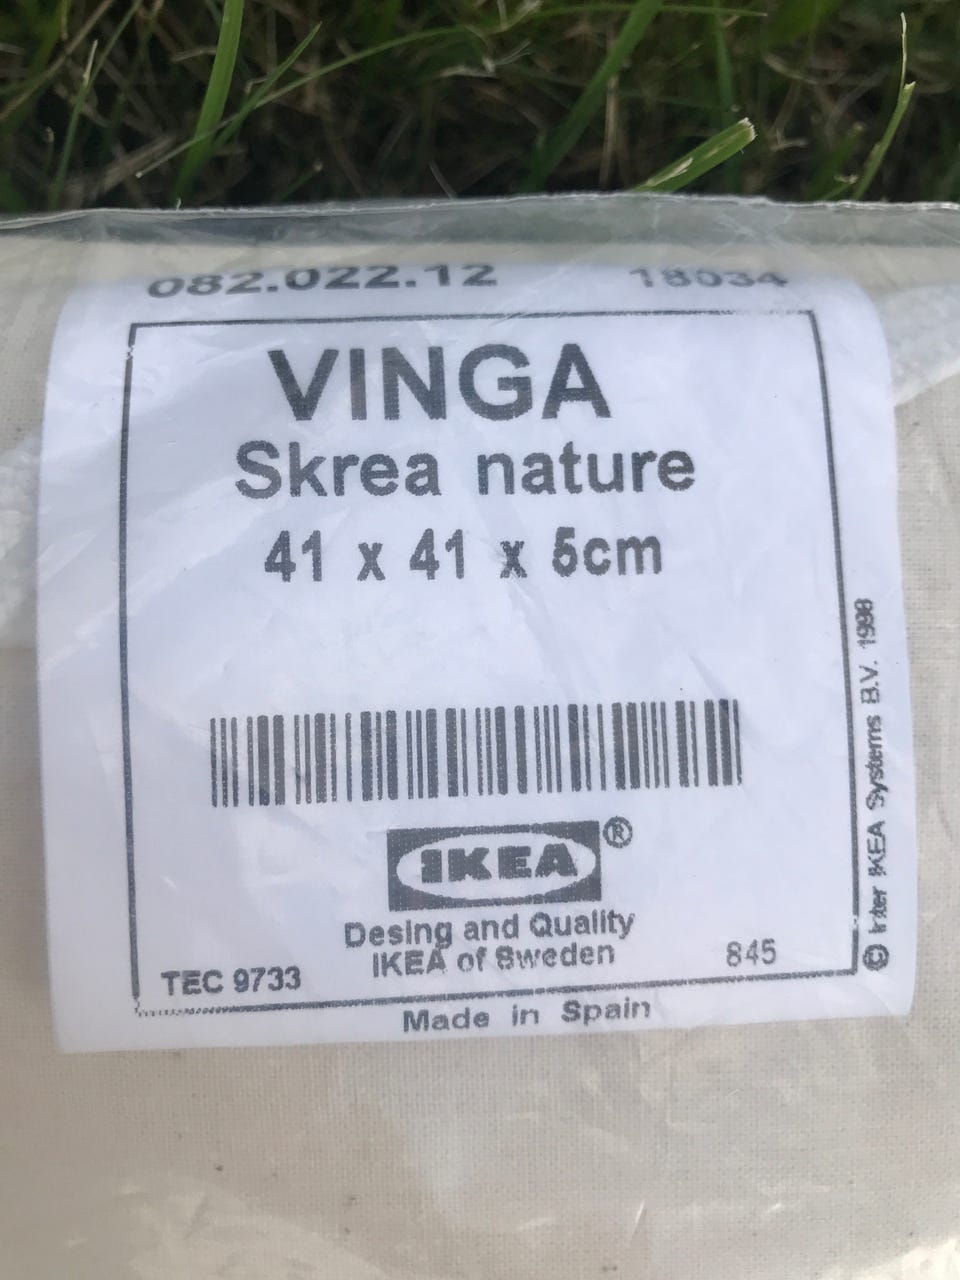 082.022.12 18034
VINGA
Skrea nature
41 x 41 x 5cm
IKEA®
Desing and Quality
IKEA of Sweden
TEC 9733 845
Made in Spain
© Inter IKEA Systems B.V. 1998